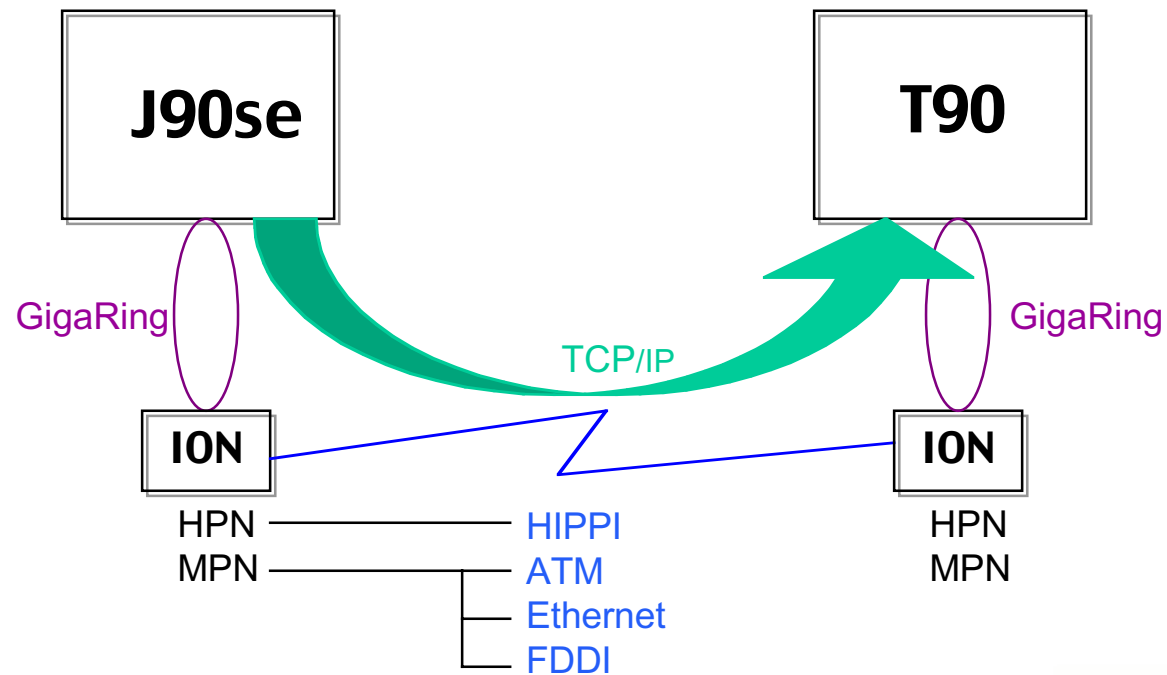 J90se
T90
GigaRing
GigaRing
TCP/IP
ION
ION
HPN
HIPPI
HPN
MPN
ATM
MPN
Ethernet
FDDI